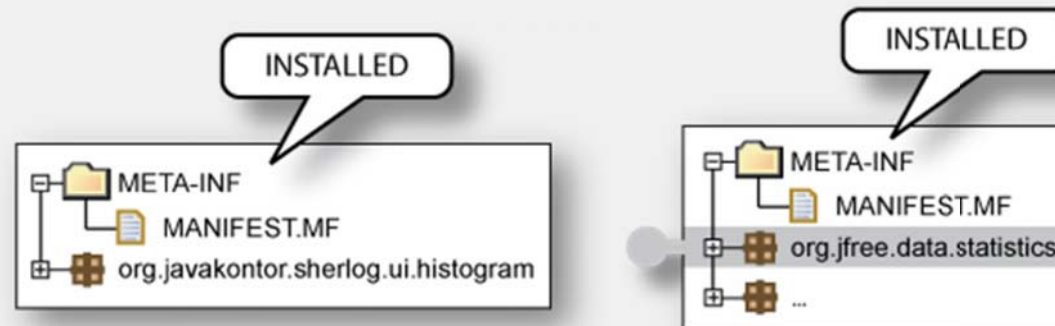 INSTALLED
META-INF
MANIFEST.MF
org.javakontor.sherlog.ui.histogram
INSTALLED
META-INF
MANIFEST.MF
org.jfree.data.statistics
...